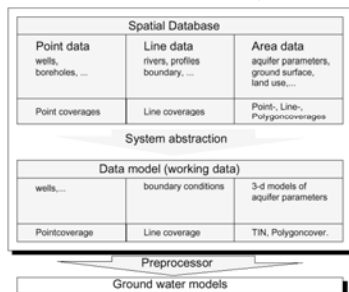 Spatial Database
Point data
wells,
boreholes, ...
Line data
rivers, profiles
boundary, ...
Area data
aquifer parameters,
ground surface,
land use,...
Point coverages
Line coverages
Point-, Line-,
Polygoncoverages
System abstraction
Data model (working data)
wells,...
boundary conditions
3-d models of
aquifer parameters
Pointcoverage
Line coverage
TIN, Polygoncover.
Preprocessor
Ground water models